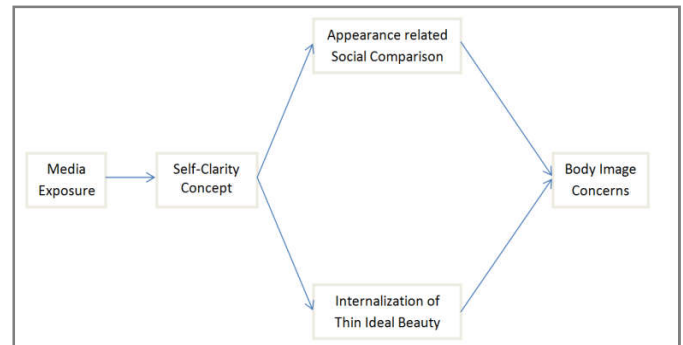 Appearance related
Social Comparison
Media
Exposure
Self-Clarity
Concept
Body Image
Concerns
Internalization of
Thin Ideal Beauty